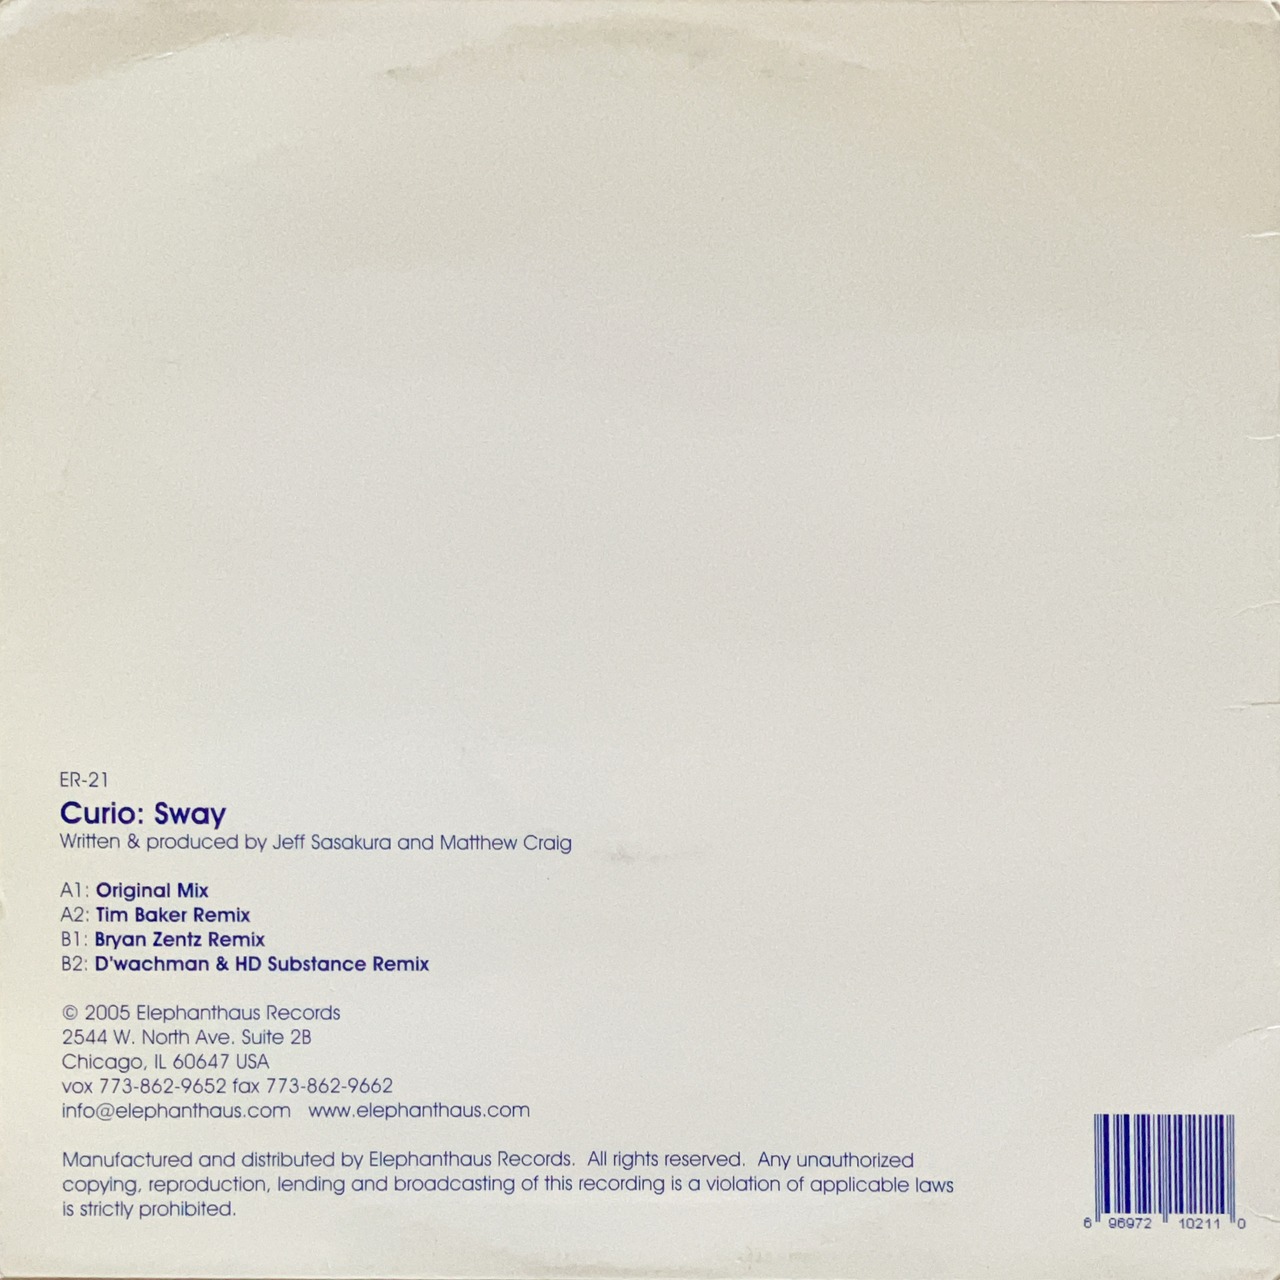 ER-21
Curio: Sway
Written & produced by Jeff Sasakura and Matthew Craig
A1: Original Mix
A2: Tim Baker Remix
B1: Bryan Zentz Remix
B2: D'wachman & HD Substance Remix
© 2005 Elephanthaus Records
2544 W. North Ave. Suite 2B
Chicago, IL 60647 USA
vox 773-862-9652 fax 773-862-9662
info@elephanthaus.com www.elephanthaus.com
Manufactured and distributed by Elephanthaus Records. All rights reserved. Any unauthorized
copying, reproduction, lending and broadcasting of this recording is a violation of applicable laws
is strictly prohibited.
6 96972 10211 0